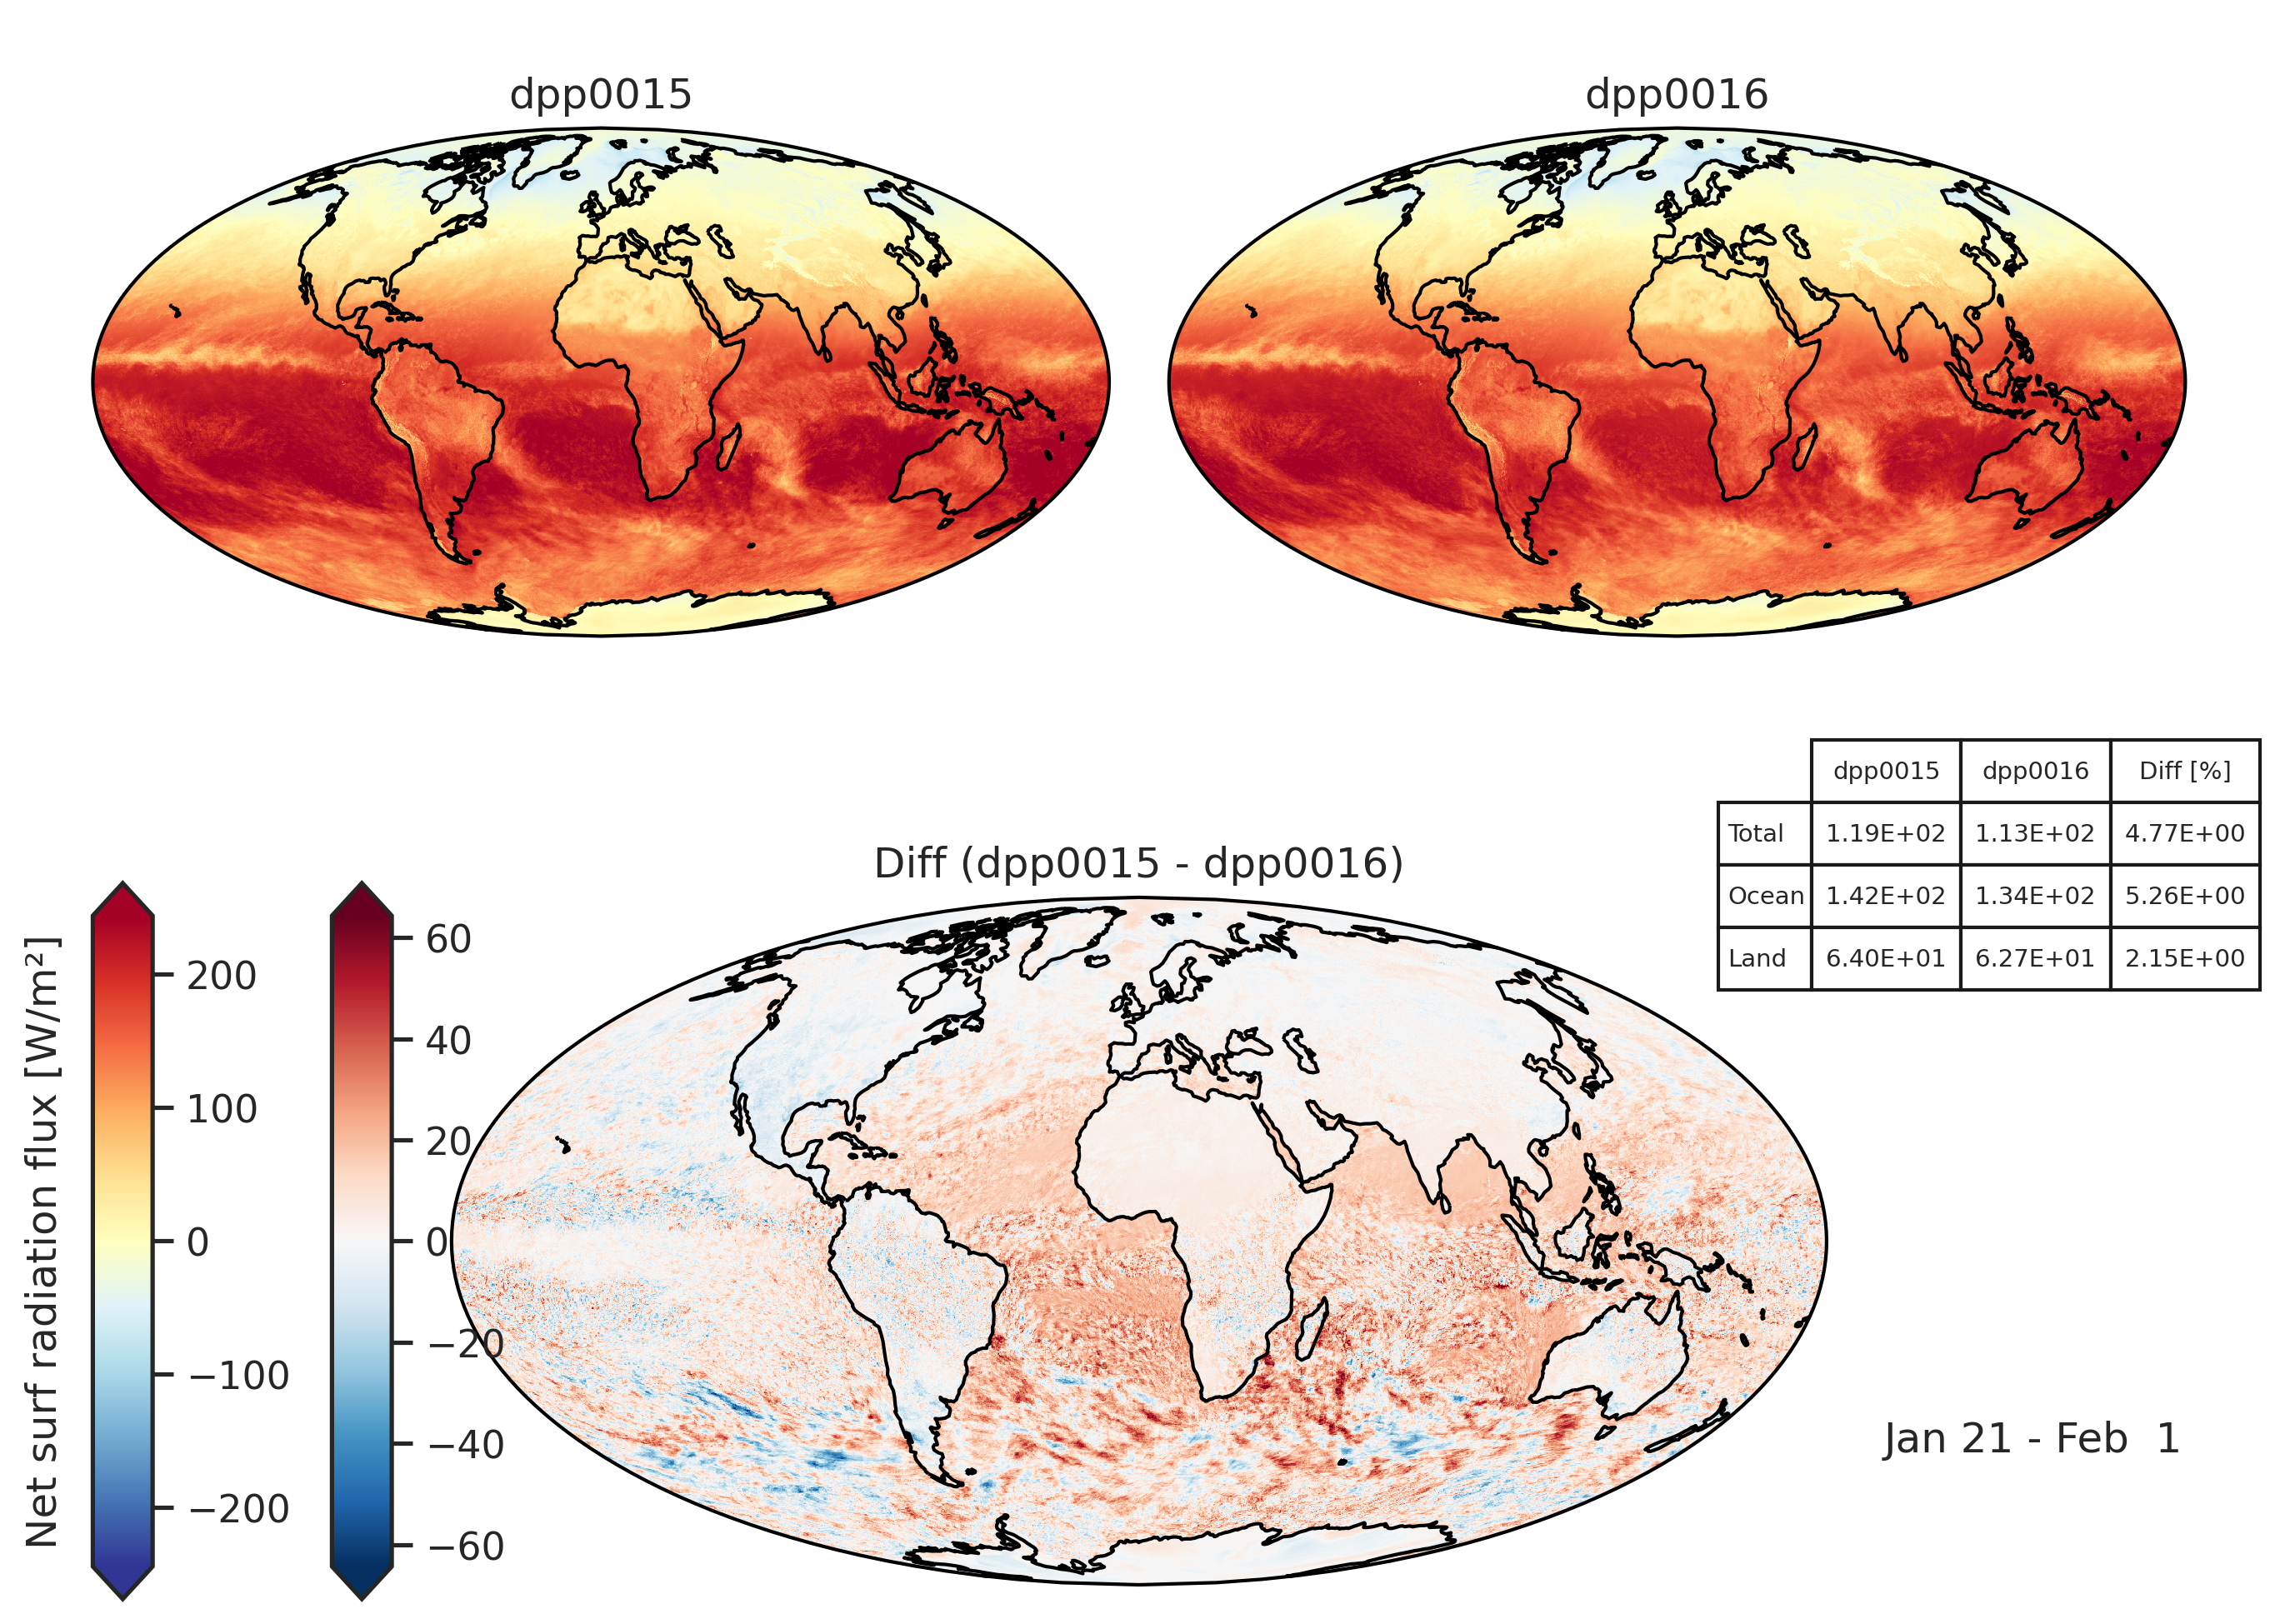 dpp0015
dpp0016
dpp0015 dpp0016 Diff [%]
Total 1.19E+02 1.13E+02 4.77E+00
Ocean 1.42E+02 1.34E+02 5.26E+00
Land 6.40E+01 6.27E+01 2.15E+00
Diff (dpp0015 - dpp0016)
Net surf radiation flux [W/m²]
200
100
0
−100
−200
60
40
20
0
−20
−40
−60
Jan 21 - Feb  1